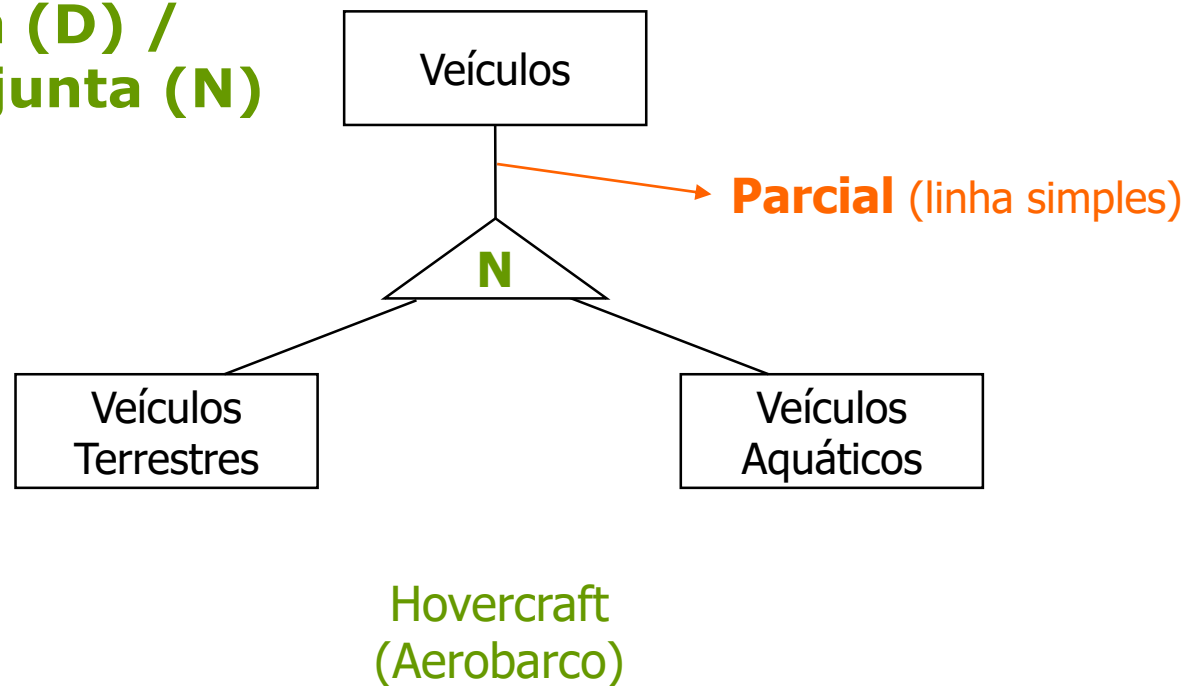 (D) /
junta (N)
Veículos
Parcial (linha simples)
N
Veículos
Terrestres
Veículos
Aquáticos
Hovercraft
(Aerobarco)